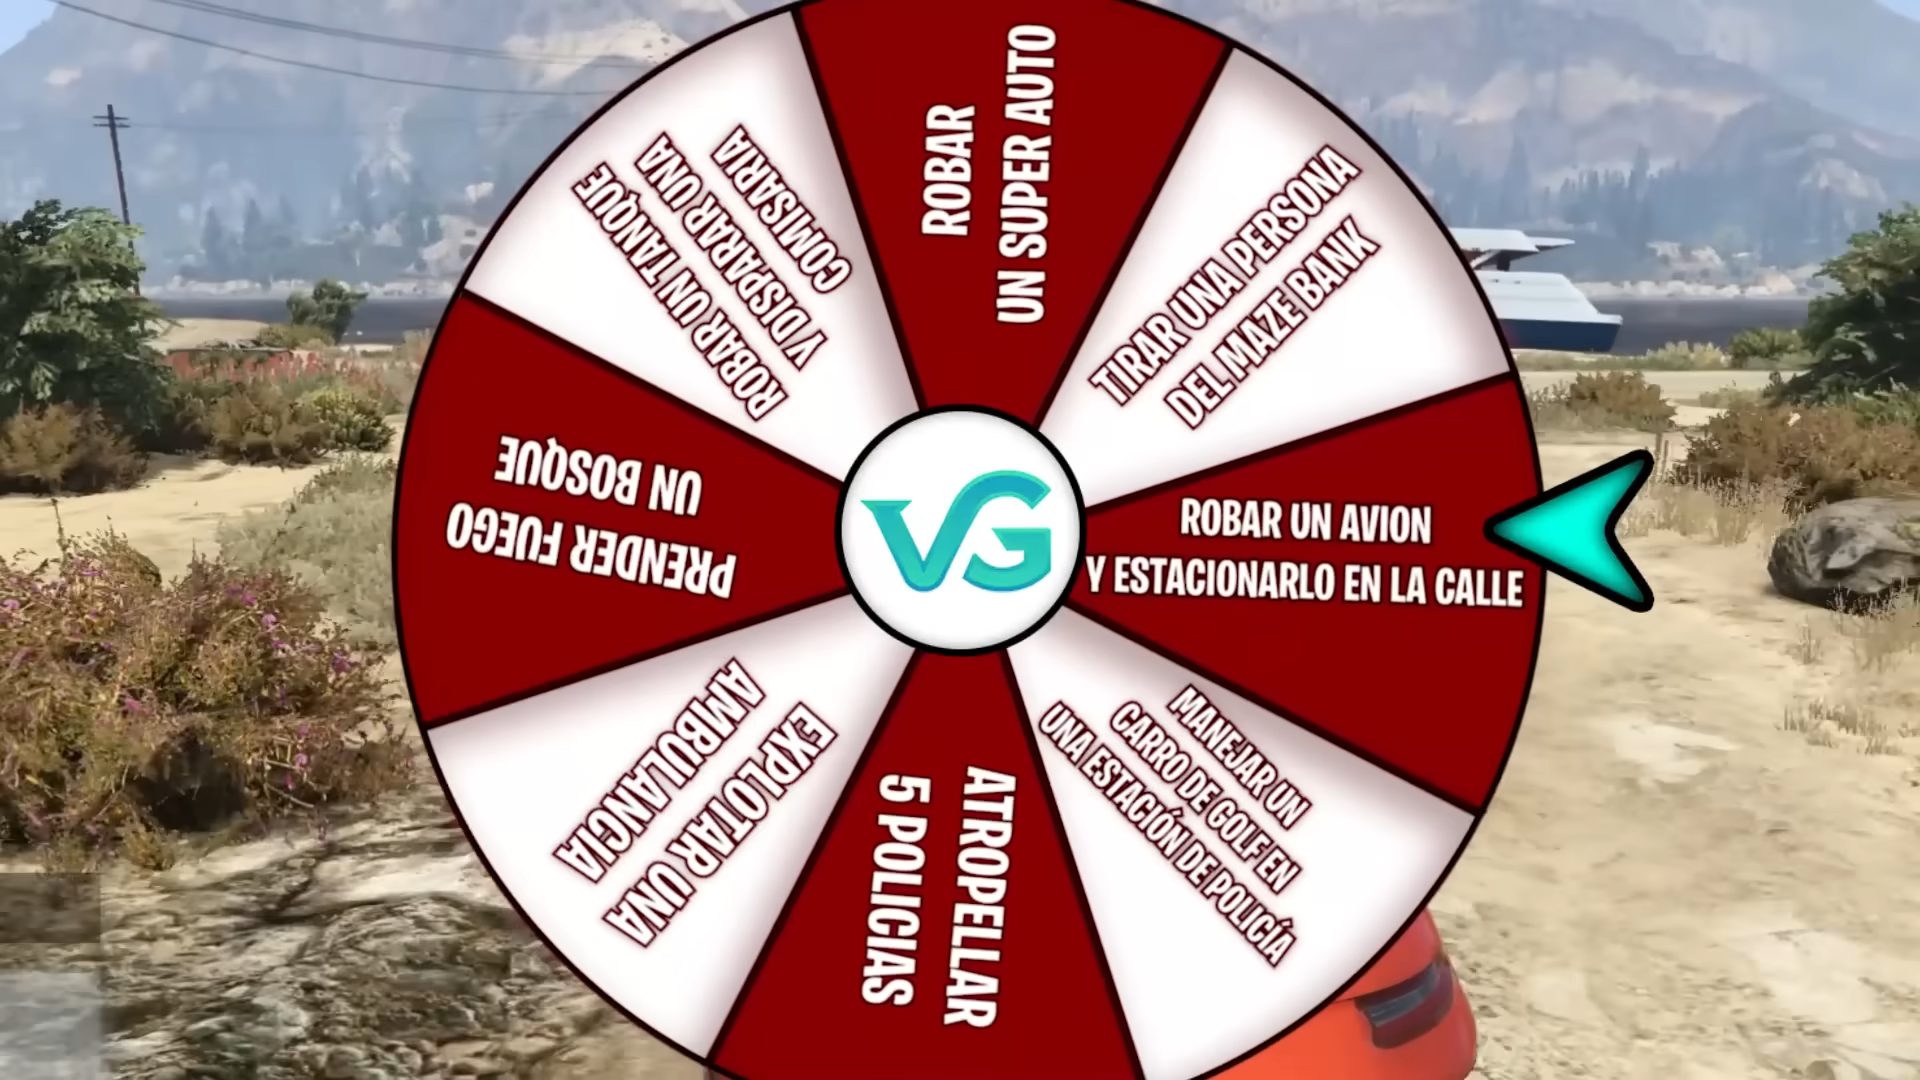 ROBAR
UN SUPER AUTO
TIRAR UNA PERSONA
DEL MAZE BANK
ROBAR UN AVION
Y ESTACIONARLO EN LA CALLE
MANEJAR UN
CARRO DE GOLF EN
UNA ESTACIÓN DE POLICÍA
ATROPELLAR
5 POLICIAS
EXPLOTAR UNA
AMBULANCIA
PRENDER FUEGO
UN BOSQUE
ROBAR UN TANQUE
Y DISPARAR UNA
COMISARIA
VG